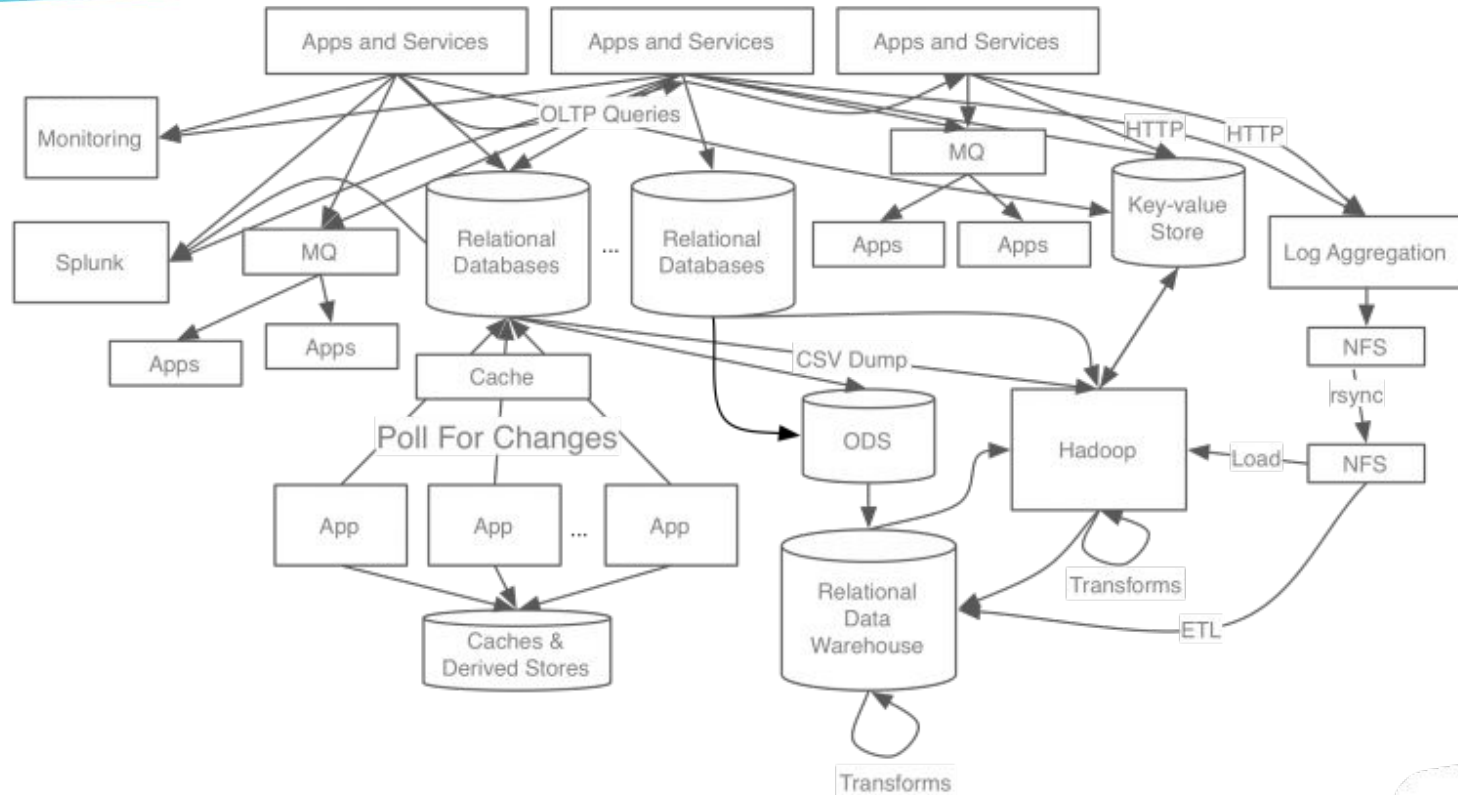 Apps and Services
Apps and Services
Apps and Services
OLTP Queries
HTTP
HTTP
Monitoring
MQ
Key-value
Store
Splunk
MQ
Relational
Databases
...
Relational
Databases
Apps
Apps
Log Aggregation
Apps
Apps
Cache
CSV Dump
NFS
rsync
Poll For Changes
ODS
Hadoop
Load
NFS
App
App
...
App
Transforms
Relational
Data
Warehouse
ETL
Caches &
Derived Stores
Transforms